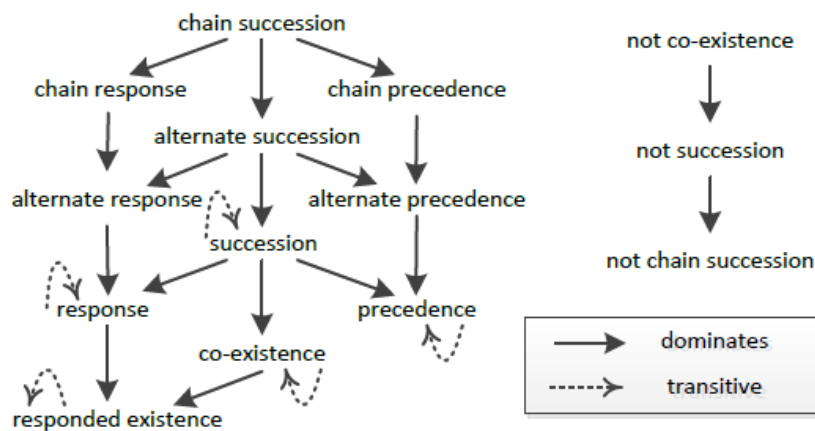 chain succession
not co-existence
chain response
chain precedence
alternate succession
not succession
alternate response
alternate precedence
succession
not chain succession
response
precedence
co-existence
dominates
transitive
responded existence